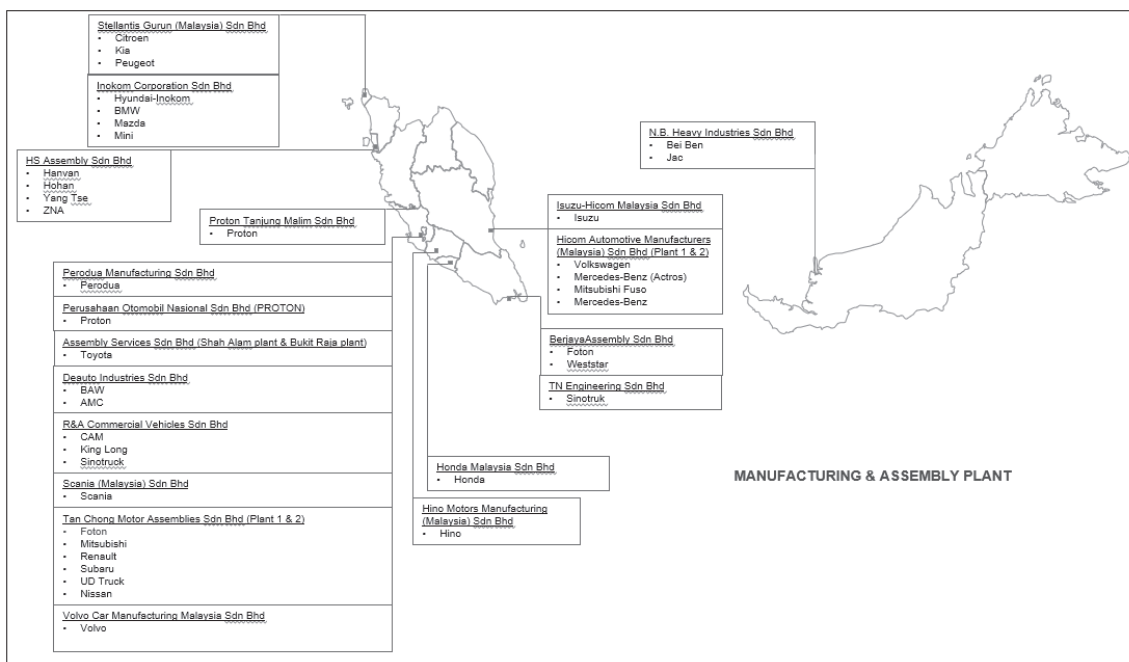 Stellantis Gurun (Malaysia) Sdn Bhd
• Citroen
• Kia
• Peugeot
Inokom Corporation Sdn Bhd
• Hyundai-Inokom
• BMW
• Mazda
• Mini
HS Assembly Sdn Bhd
• Hanvan
• Hohan
• Yang Tse
• ZNA
Proton Tanjung Malim Sdn Bhd
• Proton
Perodua Manufacturing Sdn Bhd
• Perodua
Perusahaan Otomobil Nasional Sdn Bhd (PROTON)
• Proton
Assembly Services Sdn Bhd (Shah Alam plant & Bukit Raja plant)
• Toyota
Deauto Industries Sdn Bhd
• BAW
• AMC
R&A Commercial Vehicles Sdn Bhd
• CAM
• King Long
• Sinotruck
Scania (Malaysia) Sdn Bhd
• Scania
Tan Chong Motor Assemblies Sdn Bhd (Plant 1 & 2)
• Foton
• Mitsubishi
• Renault
• Subaru
• UD Truck
• Nissan
Volvo Car Manufacturing Malaysia Sdn Bhd
• Volvo
Hino Motors Manufacturing
(Malaysia) Sdn Bhd
• Hino
Honda Malaysia Sdn Bhd
• Honda
Isuzu-Hicom Malaysia Sdn Bhd
• Isuzu
Hicom Automotive Manufacturers
(Malaysia) Sdn Bhd (Plant 1 & 2)
• Volkswagen
• Mercedes-Benz (Actros)
• Mitsubishi Fuso
• Mercedes-Benz
BerjayaAssembly Sdn Bhd
• Foton
• Weststar
TN Engineering Sdn Bhd
• Sinotruk
N.B. Heavy Industries Sdn Bhd
• Bei Ben
• Jac
MANUFACTURING & ASSEMBLY PLANT